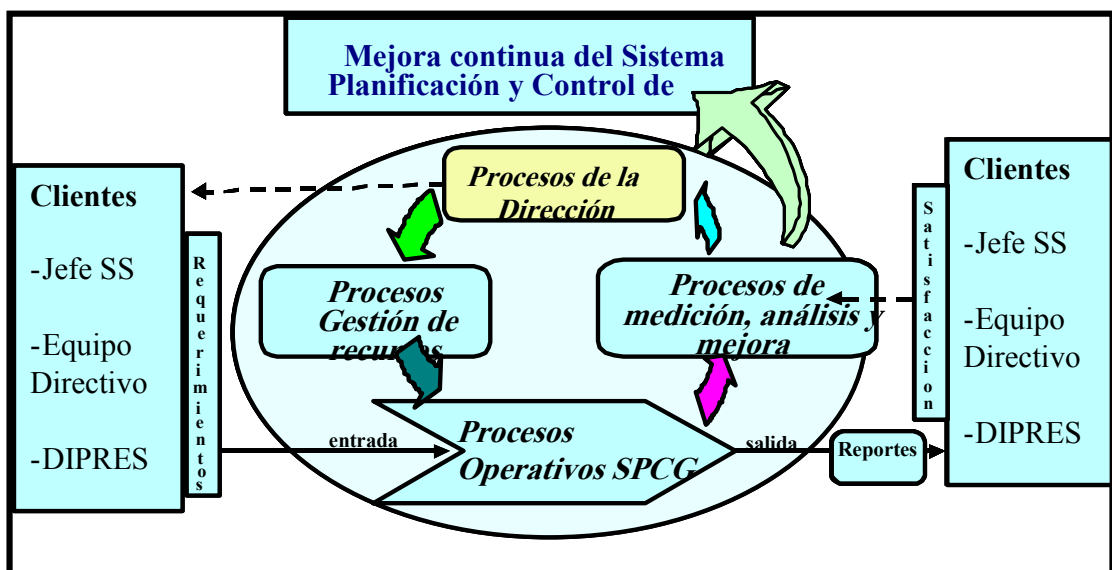 Mejora continua del Sistema
Planificación y Control de
Clientes
-Jefe SS
-Equipo
Directivo
-DIPRES
Requerimientos
Procesos de la
Dirección
Procesos
Gestión de
recursos
Procesos de
medición, análisis y
mejora
entrada
Procesos
Operativos SPCG
salida
Reportes
Satisfaccion
Clientes
-Jefe SS
-Equipo
Directivo
-DIPRES